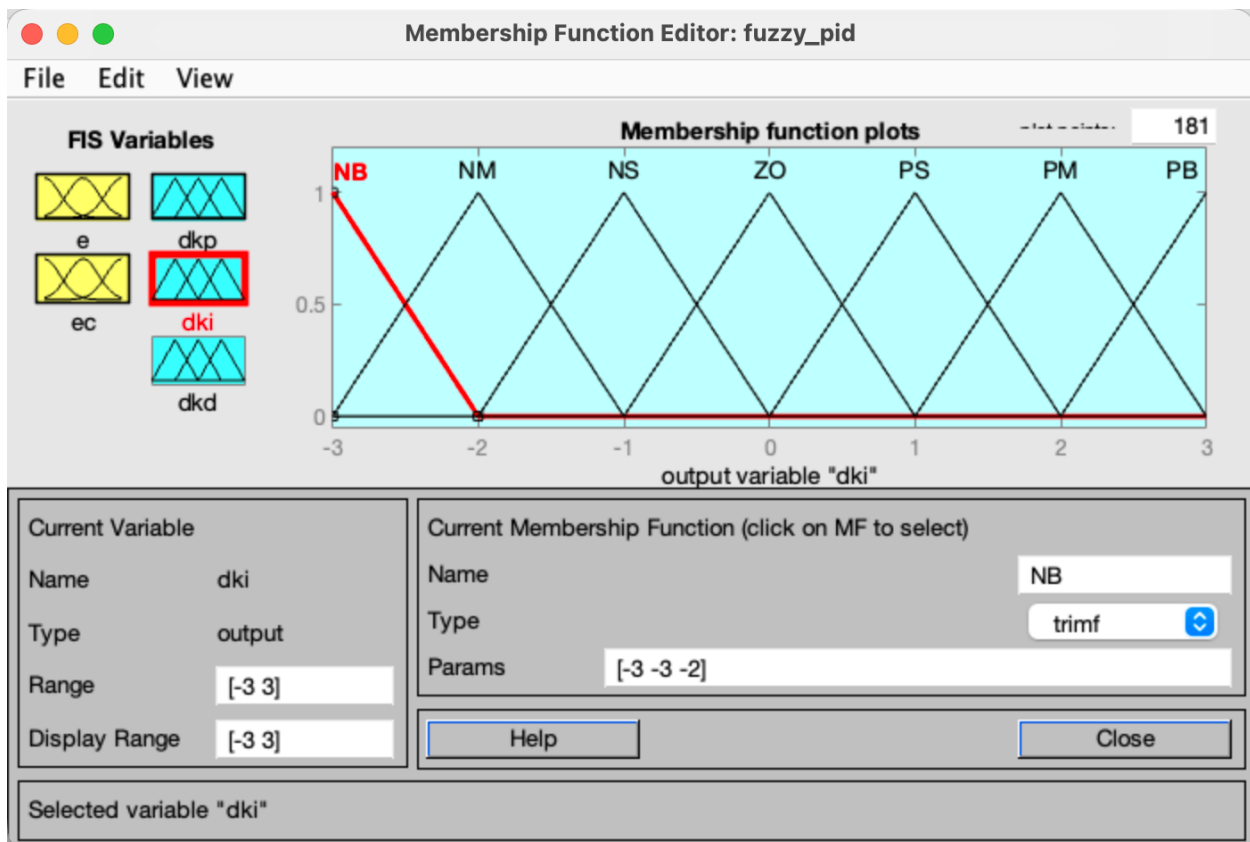 Membership Function Editor: fuzzy_pid
File Edit View
FIS Variables
e
dkp
ec
dki
dkd
Membership function plots
181
NB NM NS ZO PS PM PB
1
0.5
0
-3 -2 -1 0 1 2 3
output variable "dki"
Current Variable
Name dki
Type output
Range [-3 3]
Display Range [-3 3]
Current Membership Function (click on MF to select)
Name NB
Type trimf
Params [-3 -3 -2]
Help Close
Selected variable "dki"